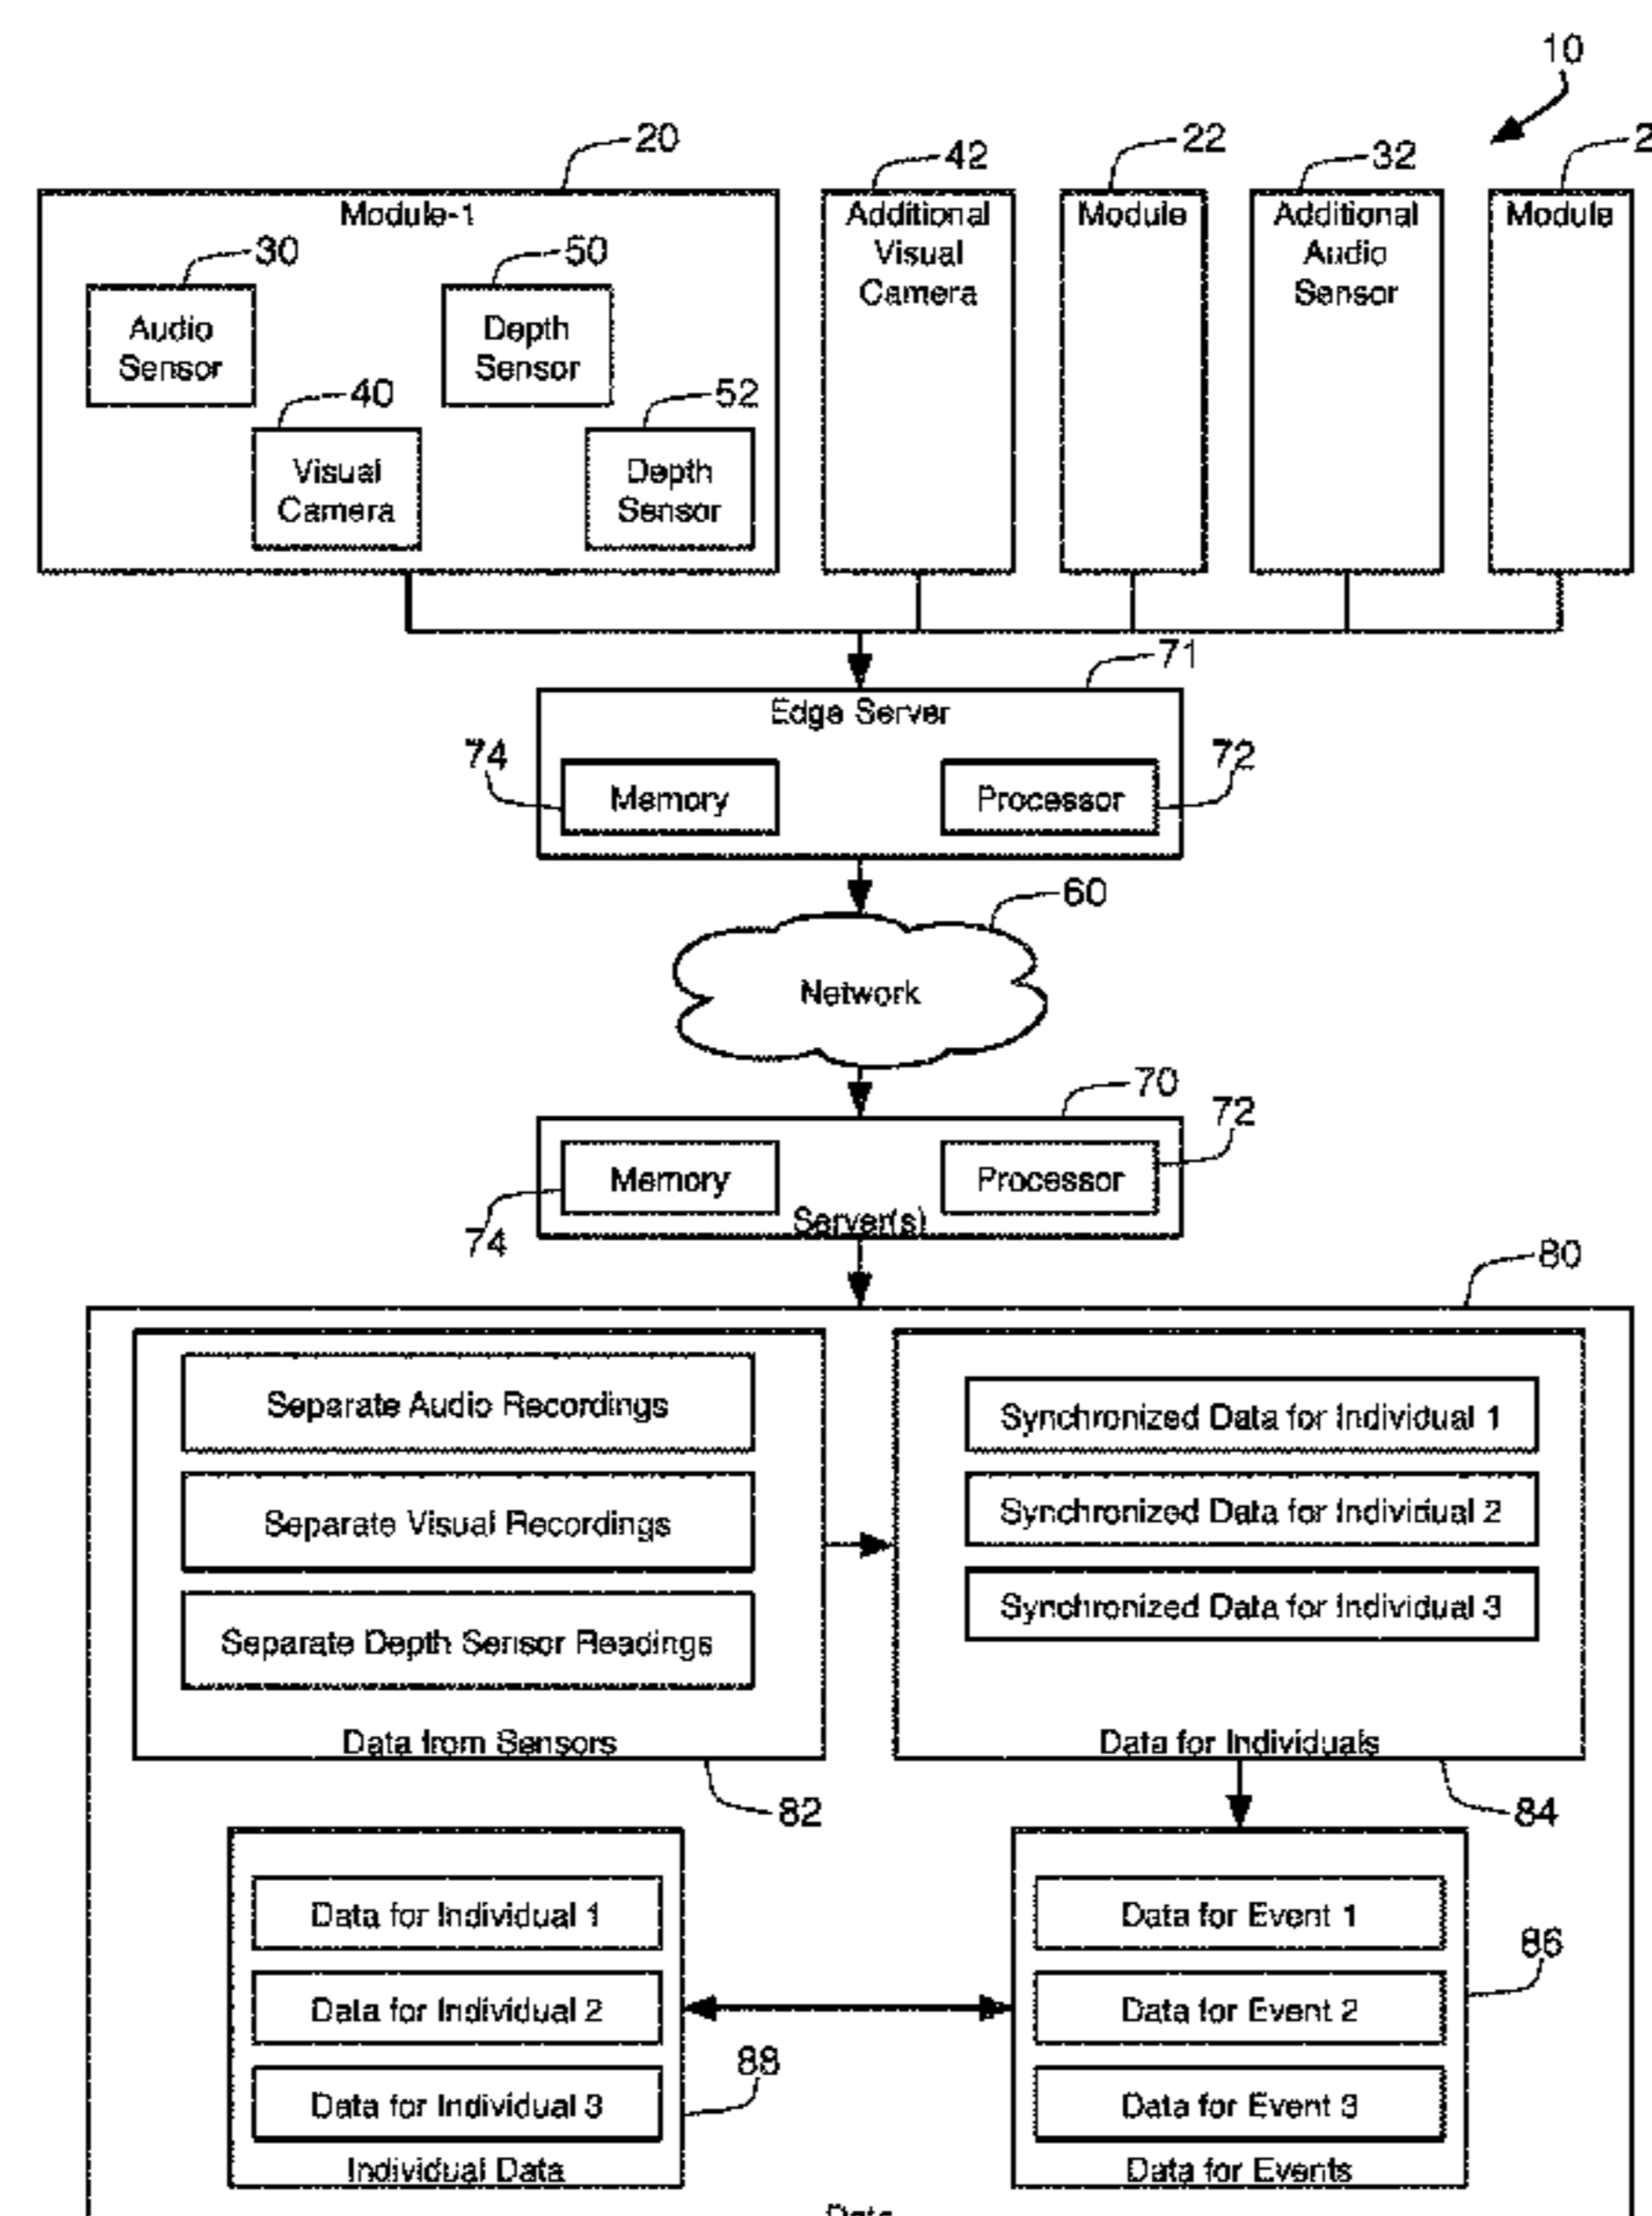 10
20
42
22
32
2
Module-1
Additional
Visual
Camera
Module
Additional
Audio
Sensor
Module
30
50
Audio
Sensor
Depth
Sensor
40
52
Visual
Camera
Depth
Sensor
71
Edge Server
74
Memory
Processor
72
60
Network
70
72
Memory
Processor
Server(s)
74
80
Separate Audio Recordings
Separate Visual Recordings
Separate Depth Sensor Readings
Data from Sensors
82
Synchronized Data for Individual 1
Synchronized Data for Individual 2
Synchronized Data for Individual 3
Data for Individuals
84
Data for Individual 1
Data for Individual 2
Data for Individual 3
Individual Data
88
Data for Event 1
Data for Event 2
Data for Event 3
Data for Events
86